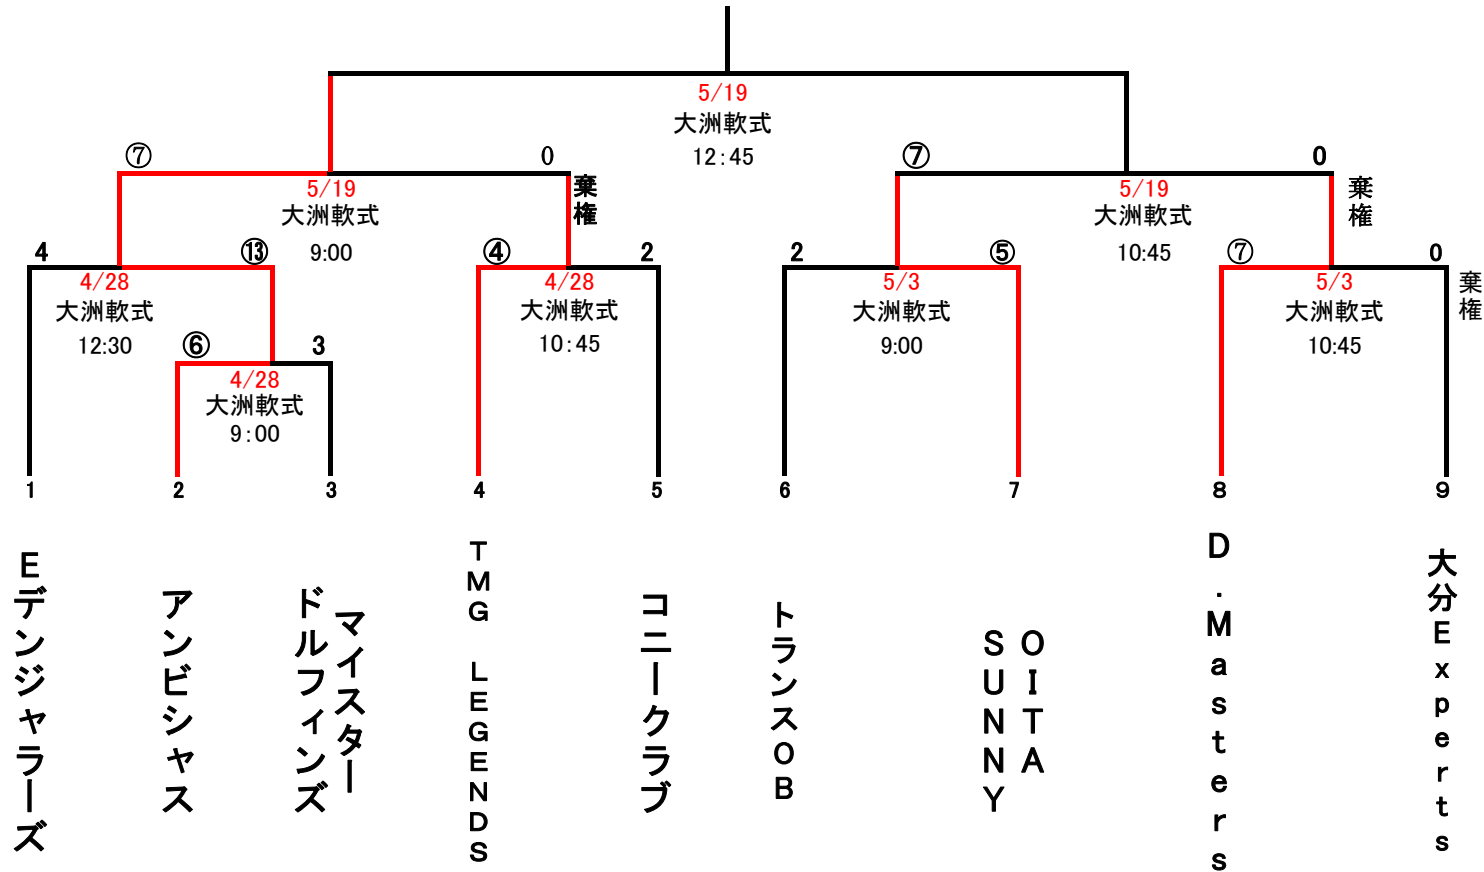 5/19
大洲軟式
12:45
⑦
0
棄権
5/19
大洲軟式
9:00
⑦
0
棄権
5/19
大洲軟式
10:45
4
⑬
4/28
大洲軟式
12:30
④
2
4/28
大洲軟式
10:45
2
⑤
5/3
大洲軟式
9:00
⑦
0
棄権
5/3
大洲軟式
10:45
⑥
3
4/28
大洲軟式
9:00
1
2
3
4
5
6
7
8
9
Eデンジャラーズ
アンビシャス
マイスター
ドルフィンズ
TMG LEGENDS
コニークラブ
トランスOB
OITA
SUNNY
D.Masters
大分Experts